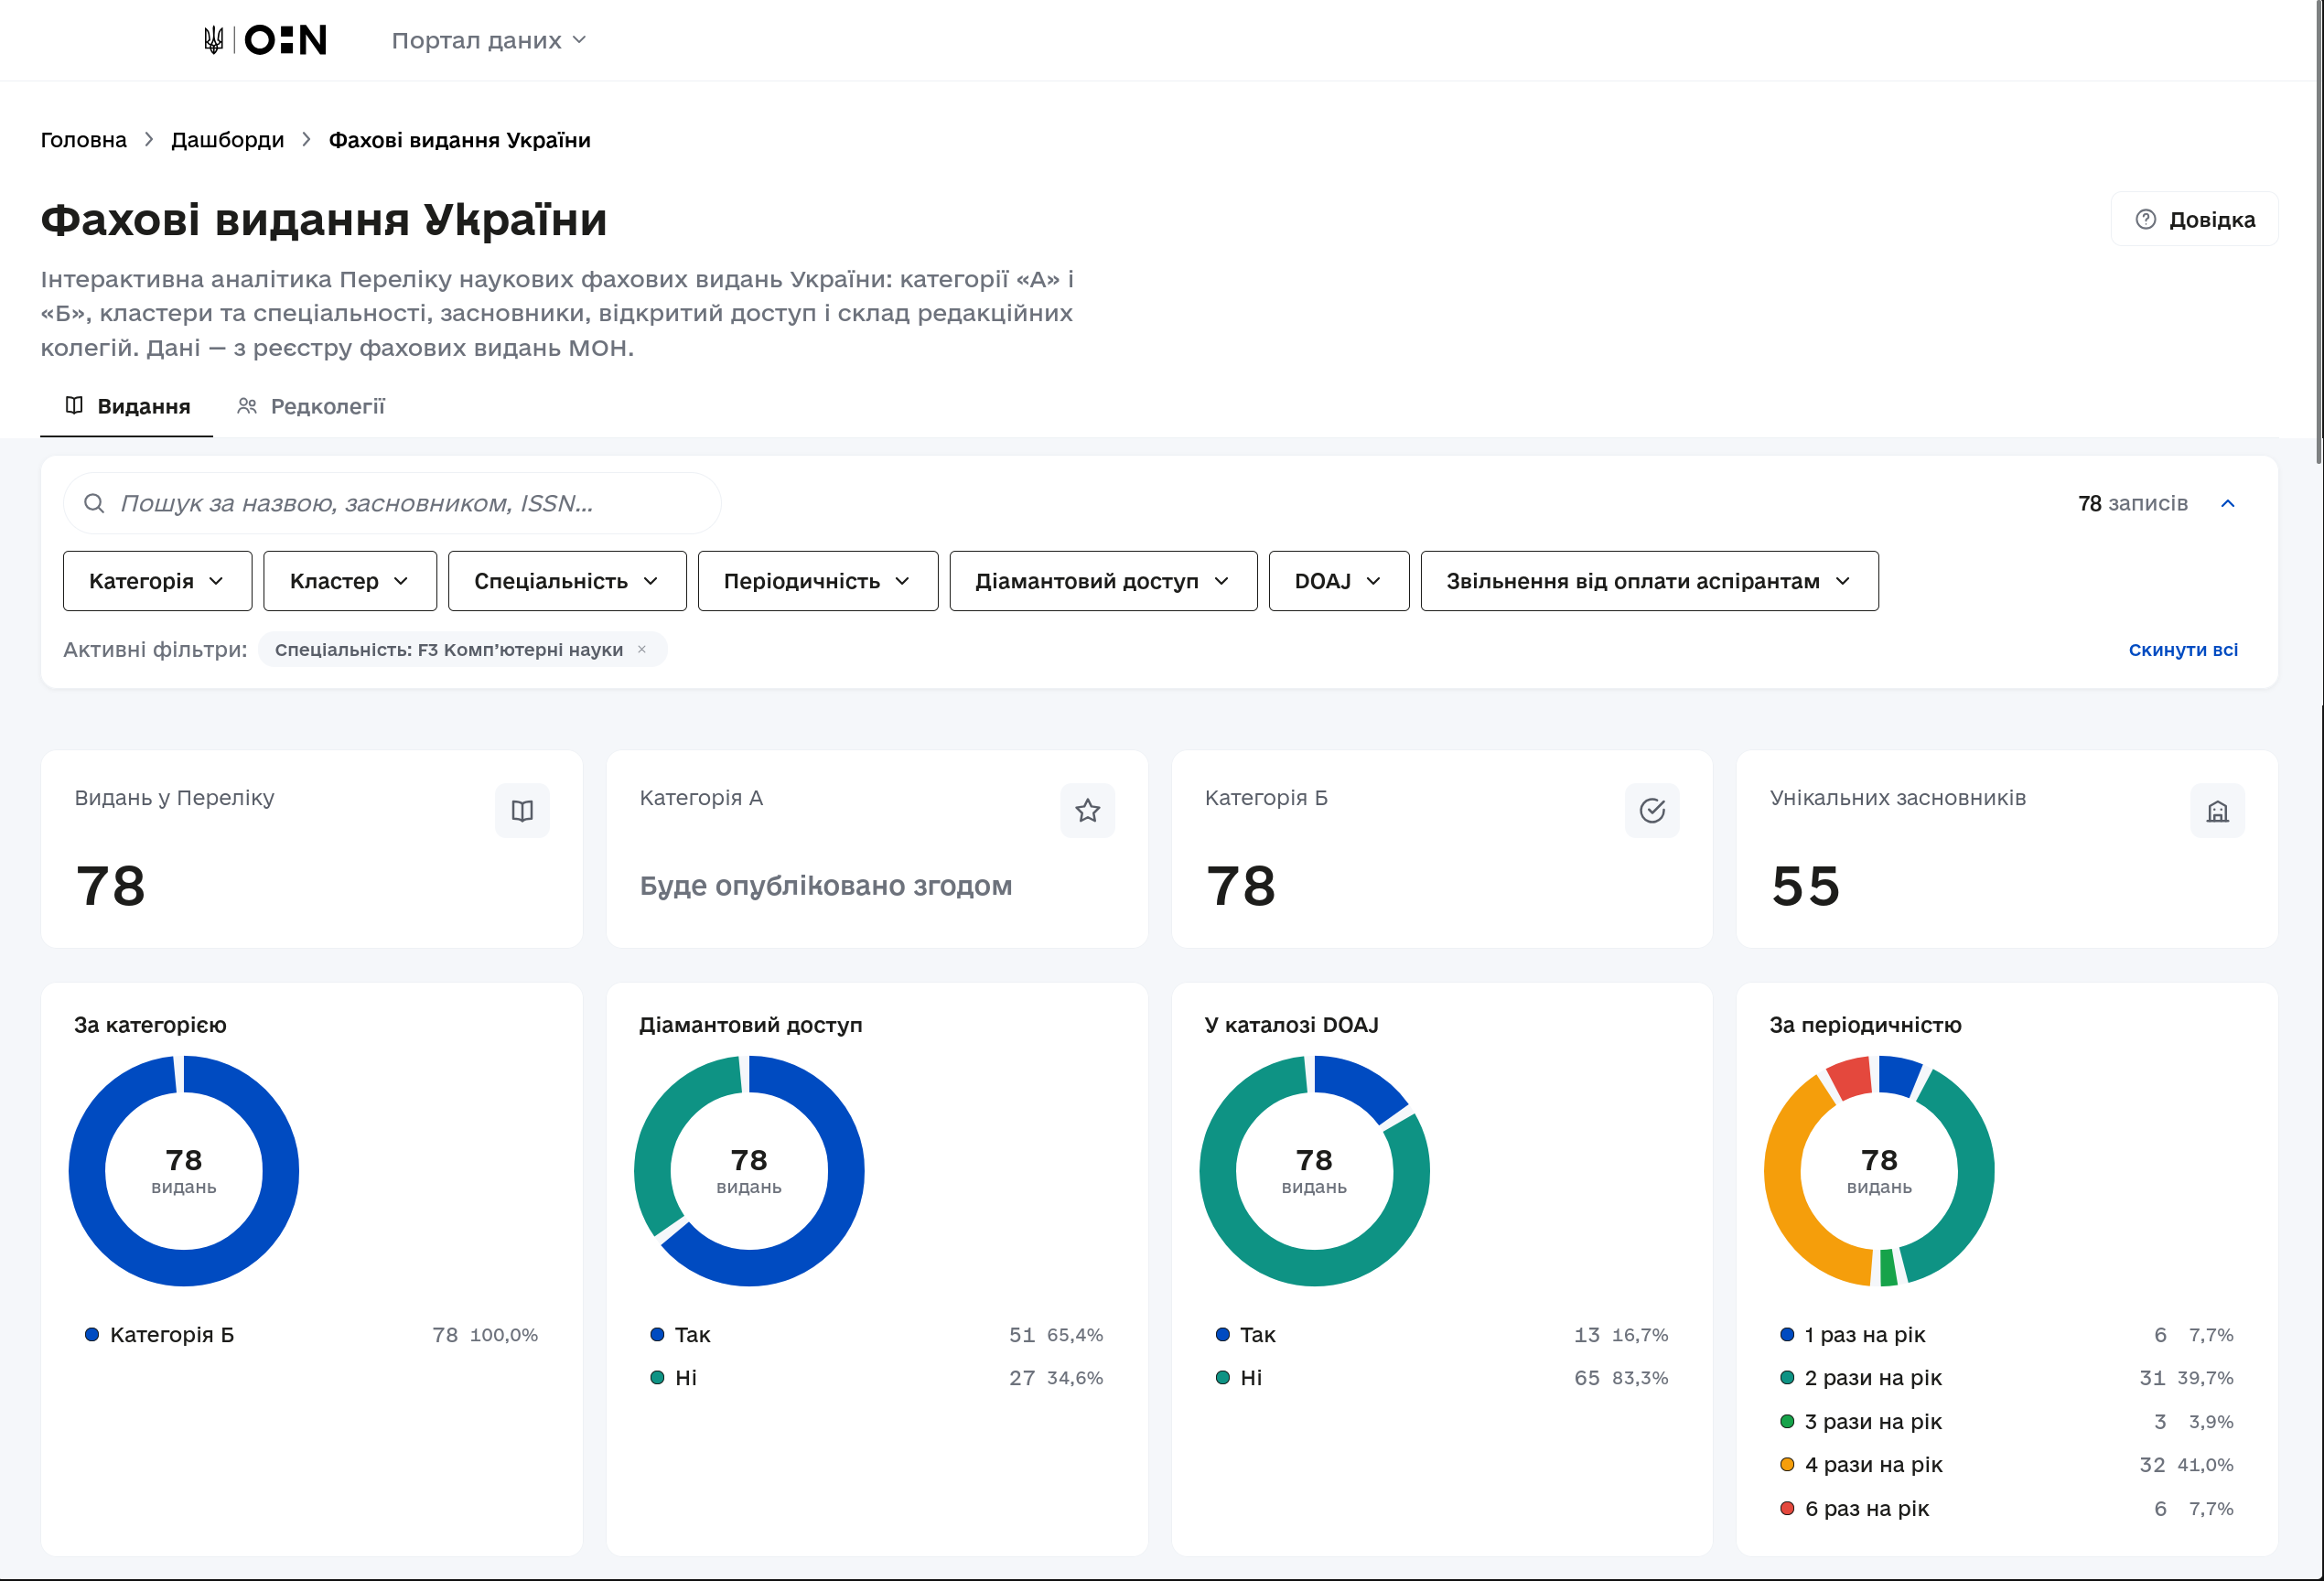 О:N Портал даних
Головна > Дашборди > Фахові видання України
Фахові видання України
Довідка
Інтерактивна аналітика Переліку наукових фахових видань України: категорії «А» і
«Б», кластери та спеціальності, засновники, відкритий доступ і склад редакційних
колегій. Дані — з реєстру фахових видань МОН.
Видання Редколегії
Пошук за назвою, засновником, ISSN...
78 записів
Категорія Кластер Спеціальність Періодичність Діамантовий доступ DOAJ Звільнення від оплати аспірантам
Активні фільтри: Спеціальність: F3 Комп'ютерні науки ×
Скинути всі
Видань у Переліку
78
Категорія А
Буде опубліковано згодом
Категорія Б
78
Унікальних засновників
55
За категорією
78
видань
Категорія Б 78 100,0%
Діамантовий доступ
78
видань
Так 51 65,4%
Ні 27 34,6%
У каталозі DOAJ
78
видань
Так 13 16,7%
Ні 65 83,3%
За періодичністю
78
видань
1 раз на рік 6 7,7%
2 рази на рік 31 39,7%
3 рази на рік 3 3,9%
4 рази на рік 32 41,0%
6 раз на рік 6 7,7%